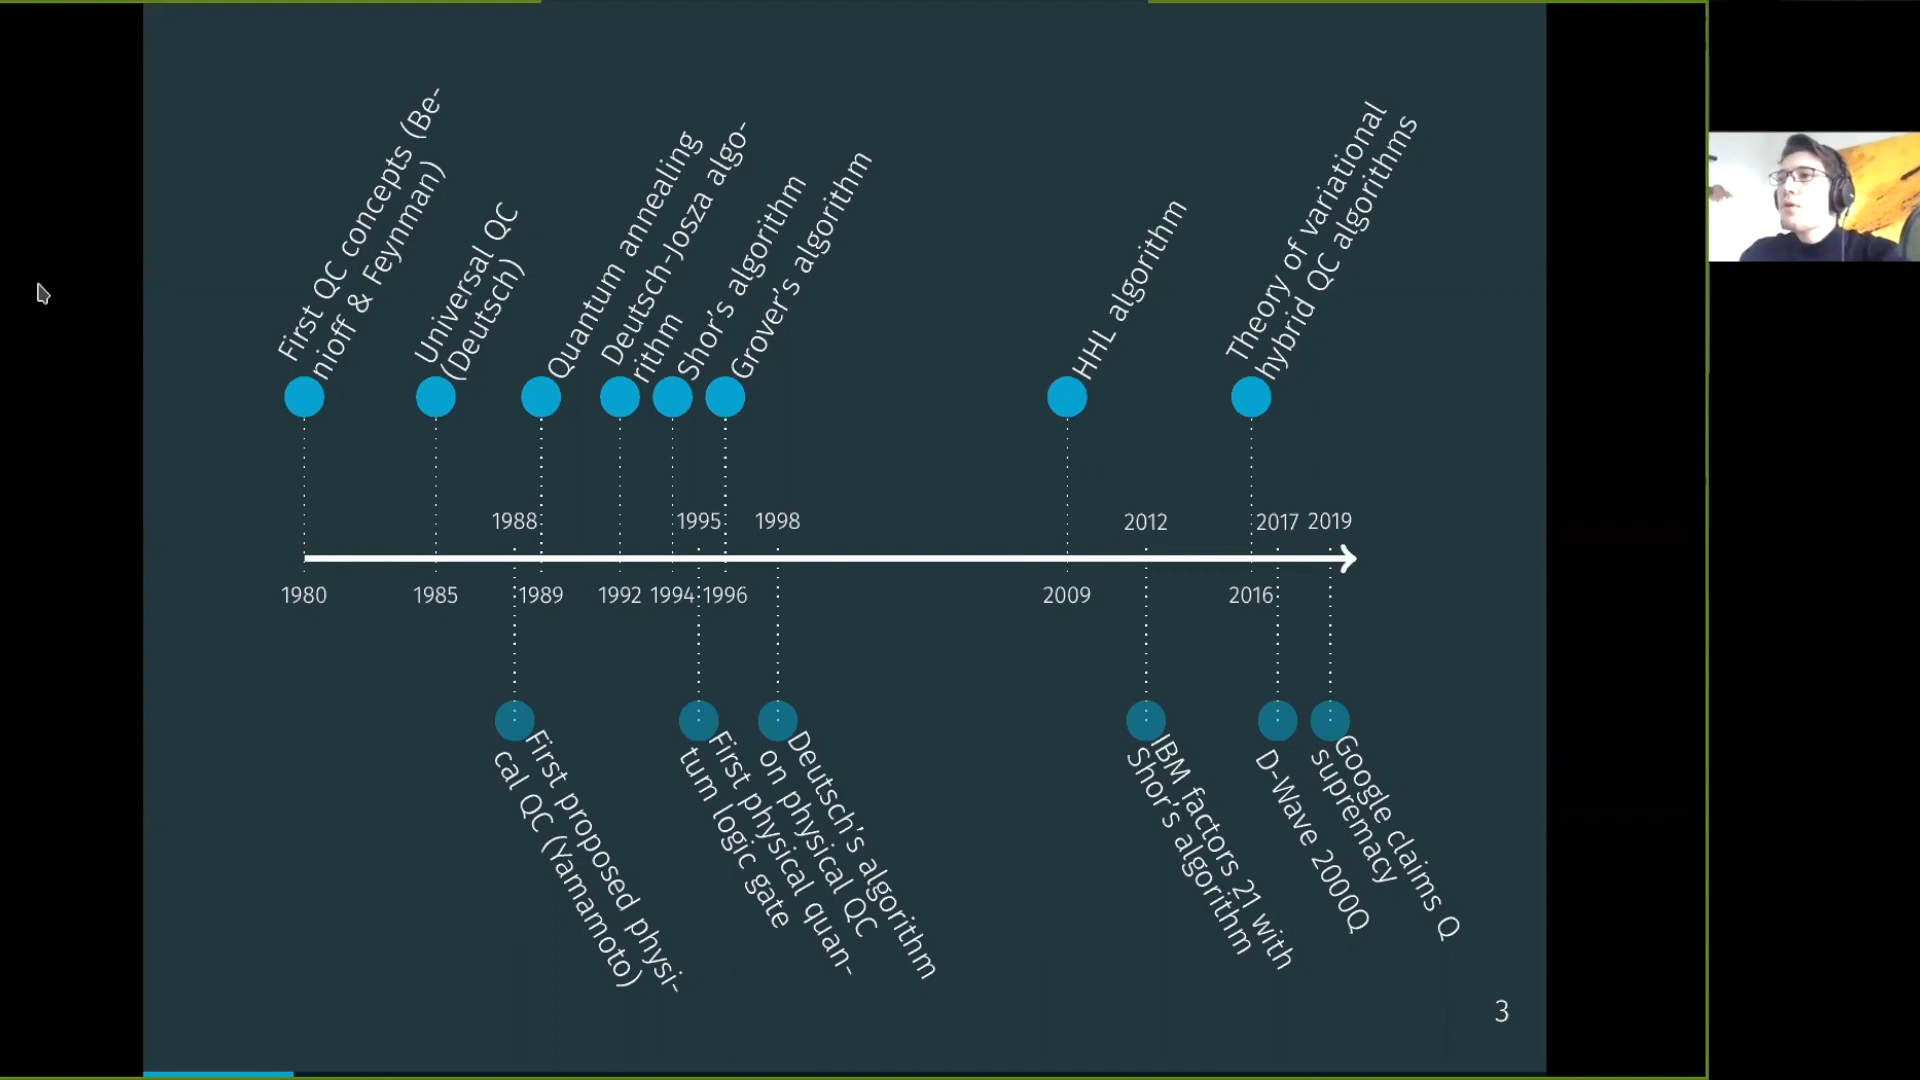 First QC concepts (Be-
nioff & Feynman)
Universal QC
(Deutsch)
Quantum annealing
Deutsch-Josza algo-
rithm
Shor's algorithm
Grover's algorithm
HHL algorithm
Theory of variational
hybrid QC algorithms
1988
1995
1998
2012
2017
2019
1980
1985
1989
1992
1994
1996
2009
2016
First proposed physi-
cal QC (Yamamoto)
First physical quan-
tum logic gate
Deutsch's algorithm
on physical QC
IBM factors 21 with
Shor's algorithm
D-Wave 2000Q
Google claims Q
supremacy
3